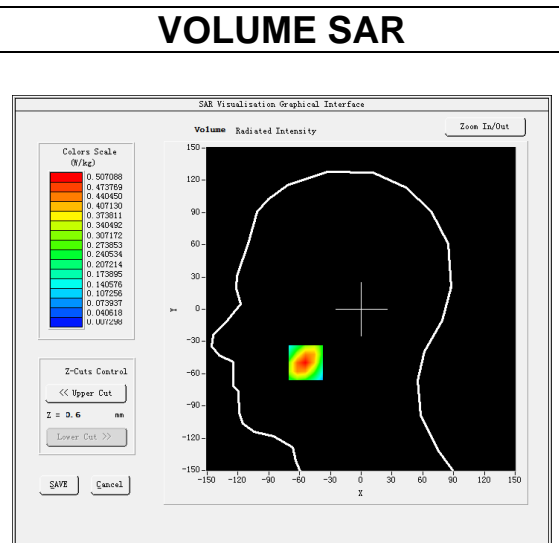 VOLUME SAR
SAR Visualisation Graphical Interface
Volume Radiated Intensity
Zoom In/Out
Colors Scale
(W/kg)
0.507088
0.473769
0.440450
0.407130
0.373811
0.340492
0.307172
0.273853
0.240534
0.207214
0.173895
0.140576
0.107256
0.073937
0.040618
0.007298
Z-Cuts Control
<< Upper Cut
Z = 0.6 mm
Lower Cut >>
SAVE Cancel
150
120
90
60
30
0
-30
-60
-90
-120
-150
Y
-150 -120 -90 -60 -30 0 30 60 90 120 150
X